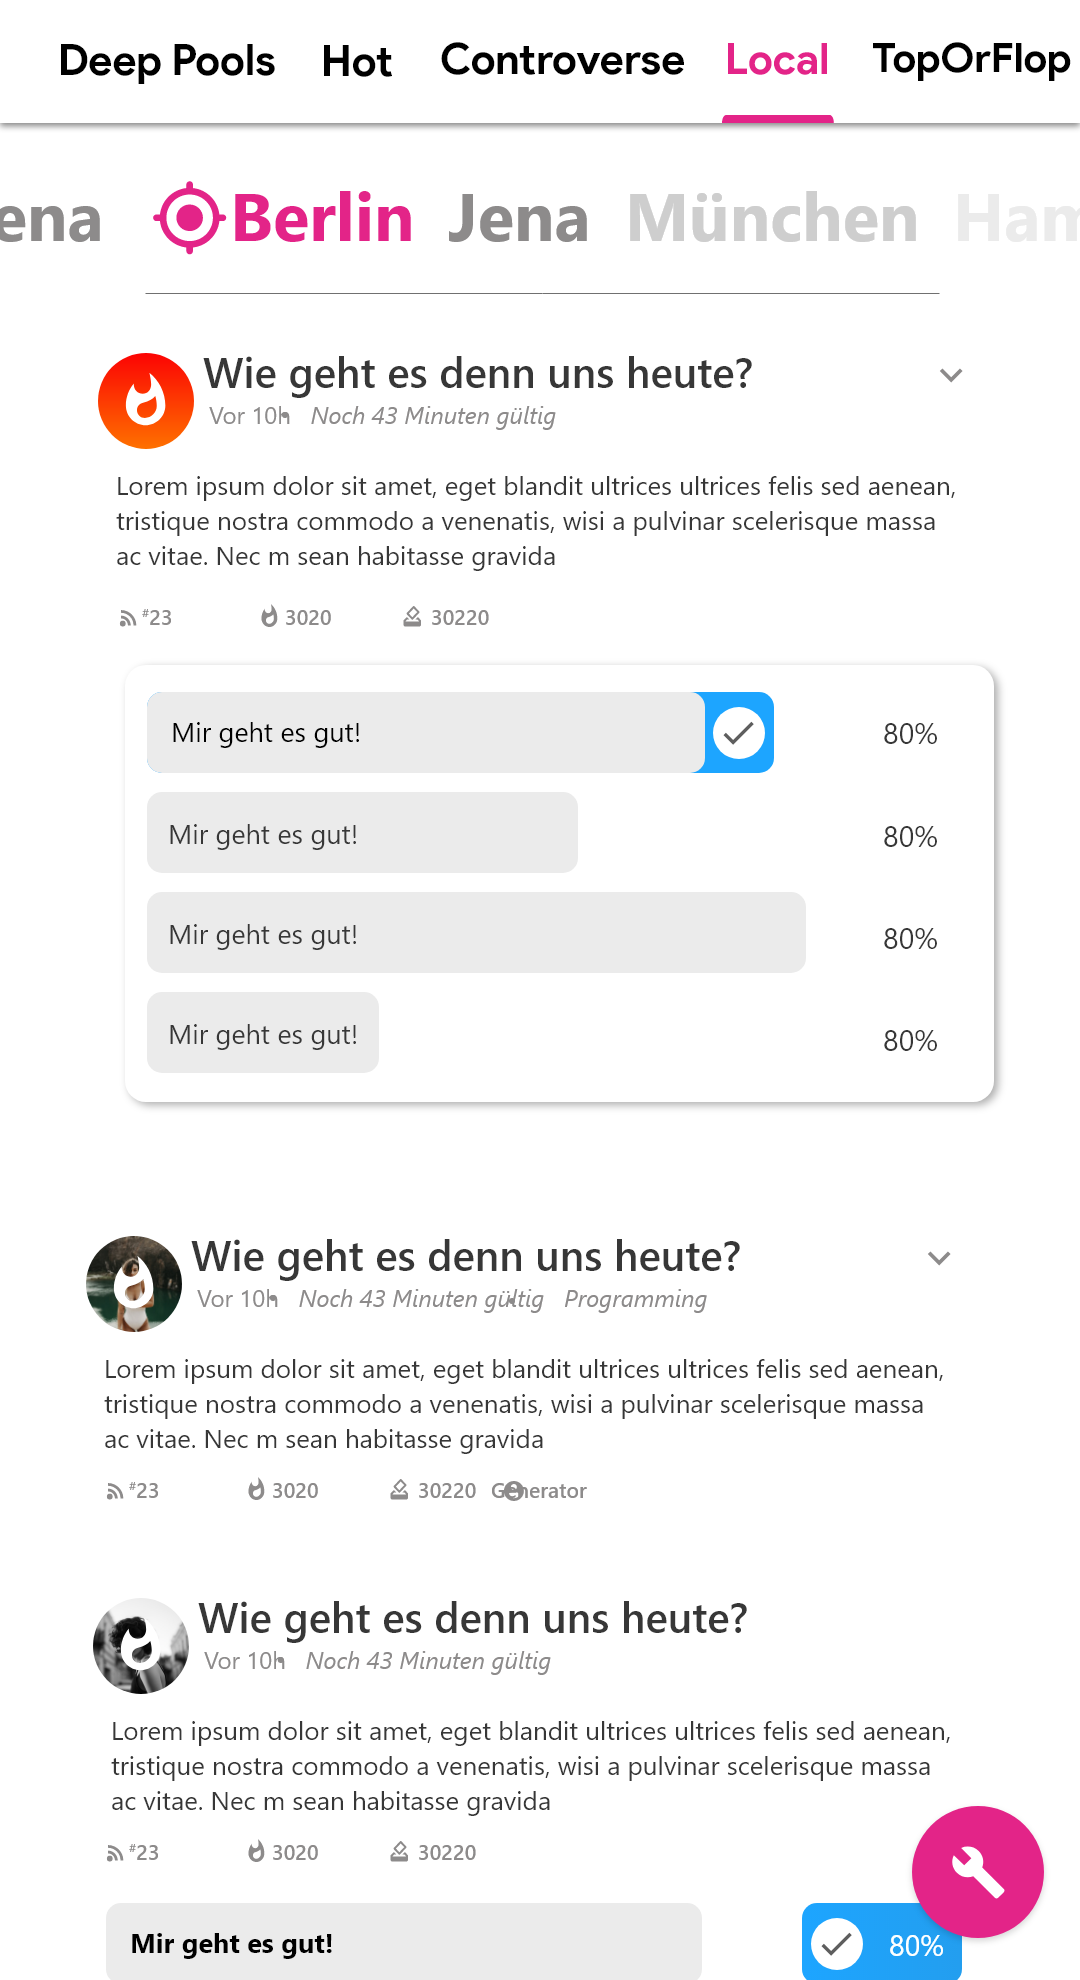 Deep Pools Hot Controverse Local TopOrFlop
ena Berlin Jena München Ham
Wie geht es denn uns heute?
Vor 10h • Noch 43 Minuten gültig
Lorem ipsum dolor sit amet, eget blandit ultrices ultrices felis sed aenean,
tristique nostra commodo a venenatis, wisi a pulvinar scelerisque massa
ac vitae. Nec m sean habitasse gravida
#23 3020 30220
Mir geht es gut! 80%
Mir geht es gut! 80%
Mir geht es gut! 80%
Mir geht es gut! 80%
Wie geht es denn uns heute?
Vor 10h • Noch 43 Minuten gültig • Programming
Lorem ipsum dolor sit amet, eget blandit ultrices ultrices felis sed aenean,
tristique nostra commodo a venenatis, wisi a pulvinar scelerisque massa
ac vitae. Nec m sean habitasse gravida
#23 3020 30220 Generator
Wie geht es denn uns heute?
Vor 10h • Noch 43 Minuten gültig
Lorem ipsum dolor sit amet, eget blandit ultrices ultrices felis sed aenean,
tristique nostra commodo a venenatis, wisi a pulvinar scelerisque massa
ac vitae. Nec m sean habitasse gravida
#23 3020 30220
Mir geht es gut! 80%